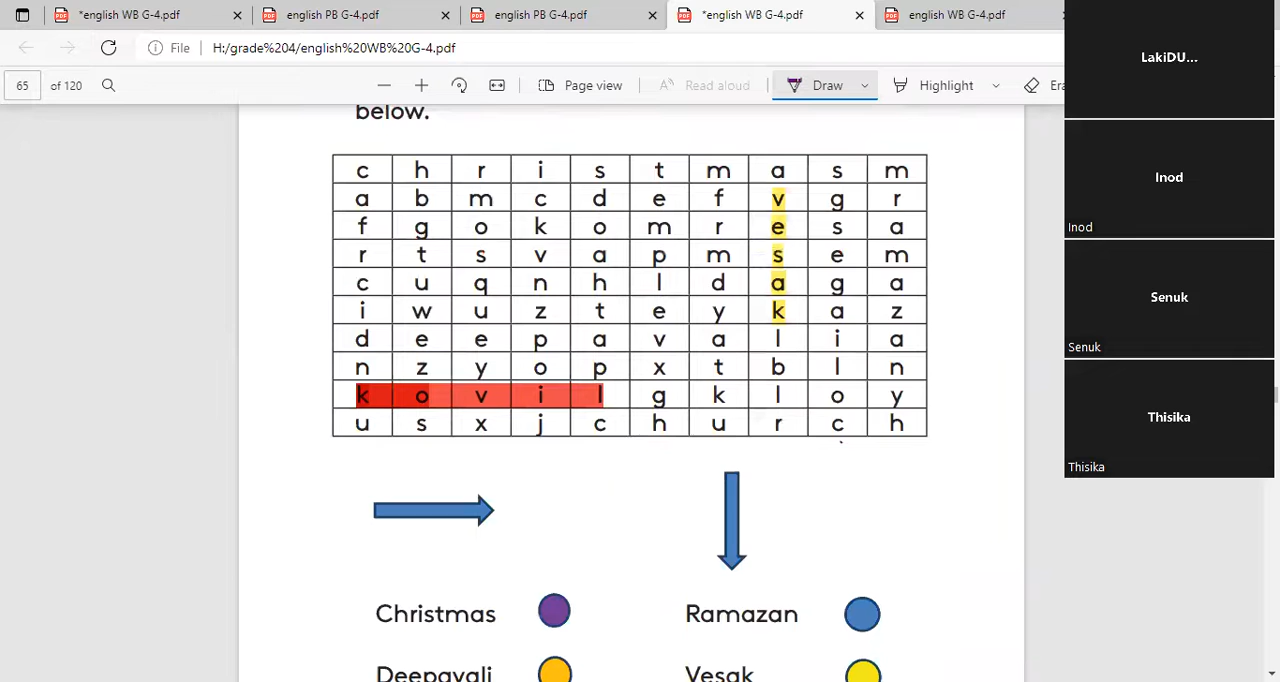 *english WB G-4.pdf
english PB G-4.pdf
english PB G-4.pdf
*english WB G-4.pdf
english WB G-4.pdf
File H:/grade%204/english%20WB%20G-4.pdf
65 of 120 Page view Read aloud Draw Highlight Era
below.
c h r i s t m a s m
a b m c d e f v g r
f g o k o m r e s a
r t s v a p m s e m
c u q n h l d a g a
i w u z t e y k a z
d e e p a v a l i a
n z y o p x t b l n
k o v i l g k l o y
u s x j c h u r c h
Christmas Ramazan
Deepavali Vesak
LakiDU...
Inod
Inod
Senuk
Senuk
Thisika
Thisika